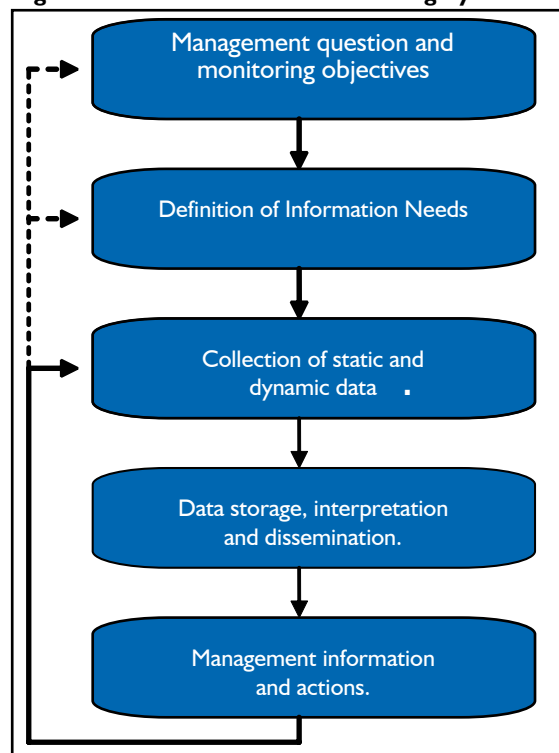 Management question and
monitoring objectives
Definition of Information Needs
Collection of static and
dynamic data .
Data storage, interpretation
and dissemination.
Management information
and actions.